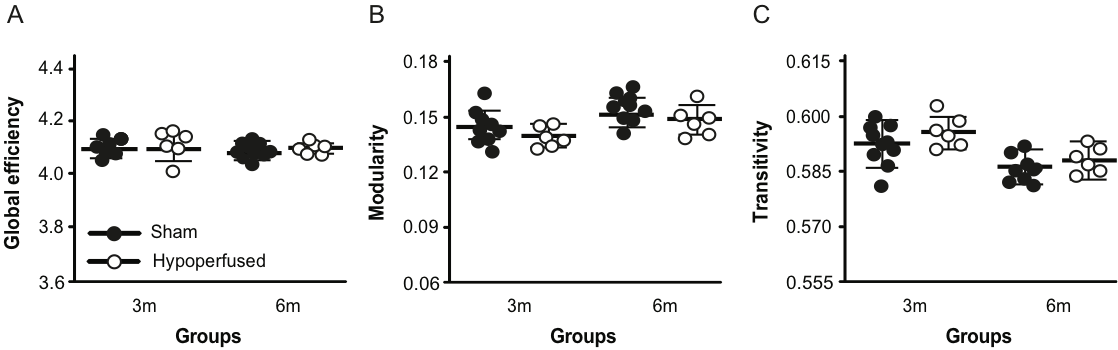 A
Global efficiency
4.4
4.2
4.0
3.8
3.6
Sham
Hypoperfused
3m
6m
Groups
B
Modularity
0.18
0.15
0.12
0.09
0.06
3m
6m
Groups
C
Transitivity
0.615
0.600
0.585
0.570
0.555
3m
6m
Groups